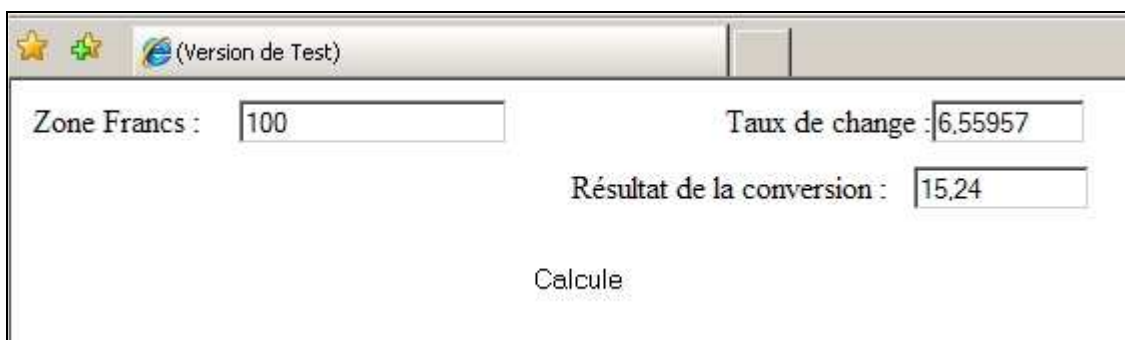 (Version de Test)
Zone Francs : 100 Taux de change : 6,55957
Résultat de la conversion : 15,24
Calcule